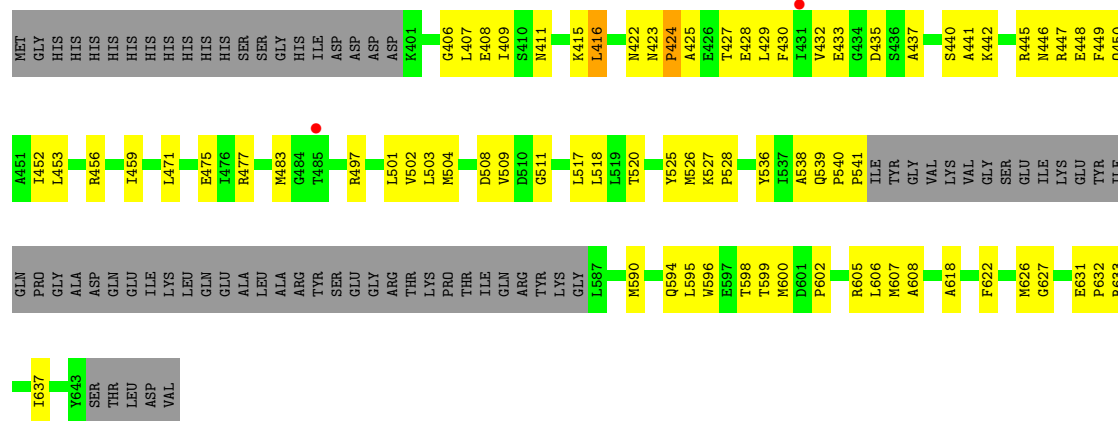 MET GLY HIS HIS HIS HIS HIS HIS HIS HIS HIS HIS SER SER GLY HIS ILE ASP ASP ASP ASP K401 G406 L407 E408 I409 S410 N411 K415 L416 N422 N423 P424 A425 E426 T427 E428 L429 F430 I431 V432 E433 G434 D435 S436 A437 S440 A441 K442 R445 N446 R447 E448 F449 Q450
A451 I452 L453 R456 I459 L471 E475 I476 R477 M483 G484 T485 R497 L501 V502 L503 M504 D508 V509 D510 G511 L517 L518 L519 T520 Y525 M526 K527 P528 Y536 I537 A538 Q539 P540 P541 ILE TYR GLY VAL LYS VAL GLY SER GLU ILE LYS GLU TYR ILE
GLN PRO GLY ALA ASP GLN GLU ILE LYS LEU GLN GLU ALA LEU ALA ARG TYR SER GLU GLY ARG THR LYS PRO THR ILE GLN ARG TYR LYS GLY L587 M590 Q594 L595 W596 E597 T598 T599 M600 D601 P602 R605 L606 M607 A608 A618 F622 M626 G627 E631 P632 R633
I637 Y643 SER THR LEU ASP VAL